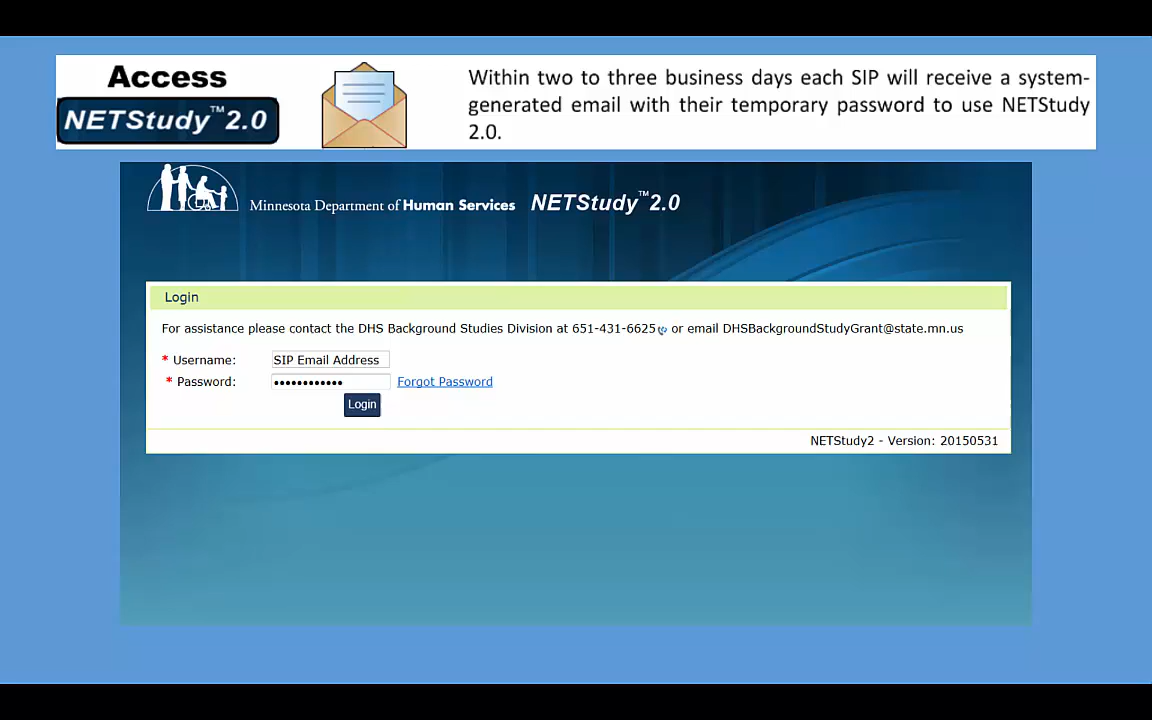 Access
NETStudy™2.0
Within two to three business days each SIP will receive a system-
generated email with their temporary password to use NETStudy
2.0.
Minnesota Department of Human Services NETStudy™2.0
Login
For assistance please contact the DHS Background Studies Division at 651-431-6625 or email DHSBackgroundStudyGrant@state.mn.us
* Username: SIP Email Address
* Password: •••••••••••• Forgot Password
Login
NETStudy2 - Version: 20150531